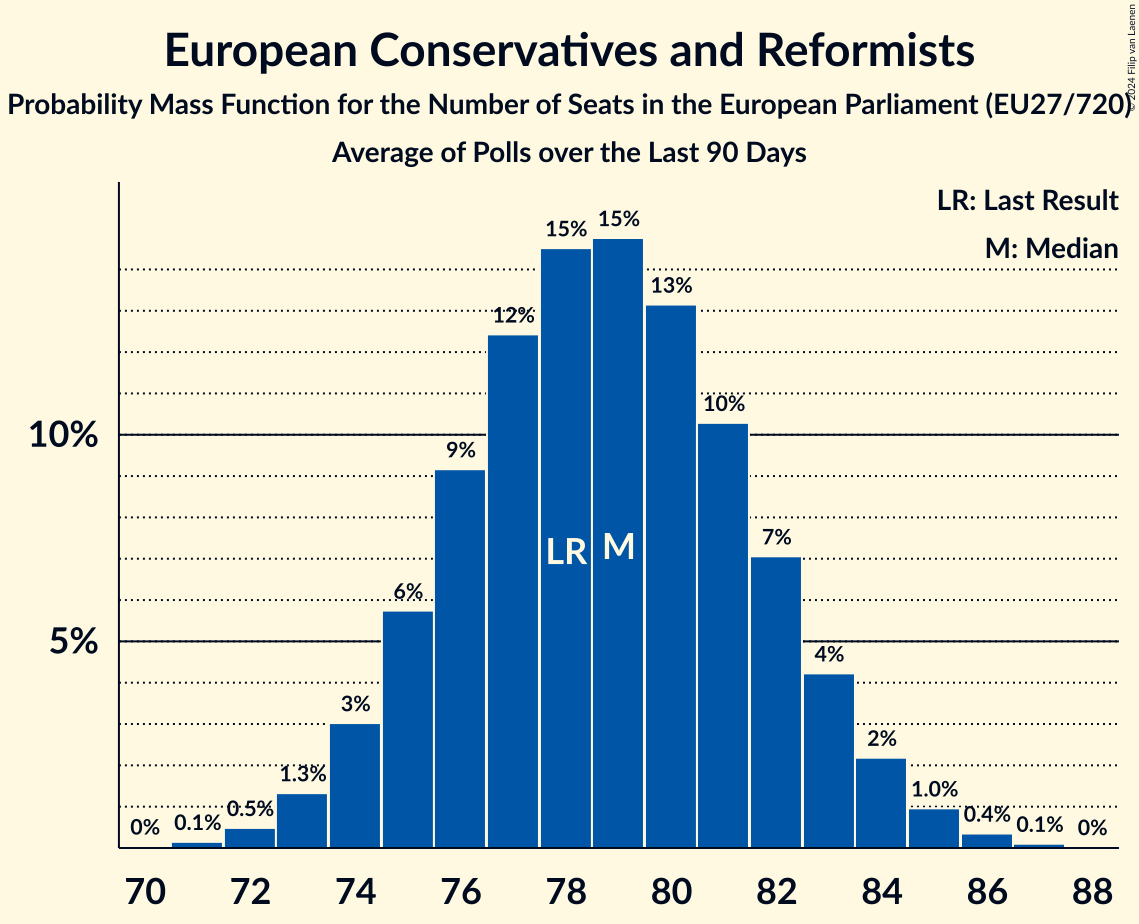 European Conservatives and Reformists
Probability Mass Function for the Number of Seats in the European Parliament (EU27/720)
Average of Polls over the Last 90 Days
© 2024 Filip van Laenen
LR: Last Result
M: Median
10%
5%
0%
0.1%
0.5%
1.3%
3%
6%
9%
12%
15%
15%
13%
10%
7%
4%
2%
1.0%
0.4%
0.1%
0%
LR
M
70 72 74 76 78 80 82 84 86 88